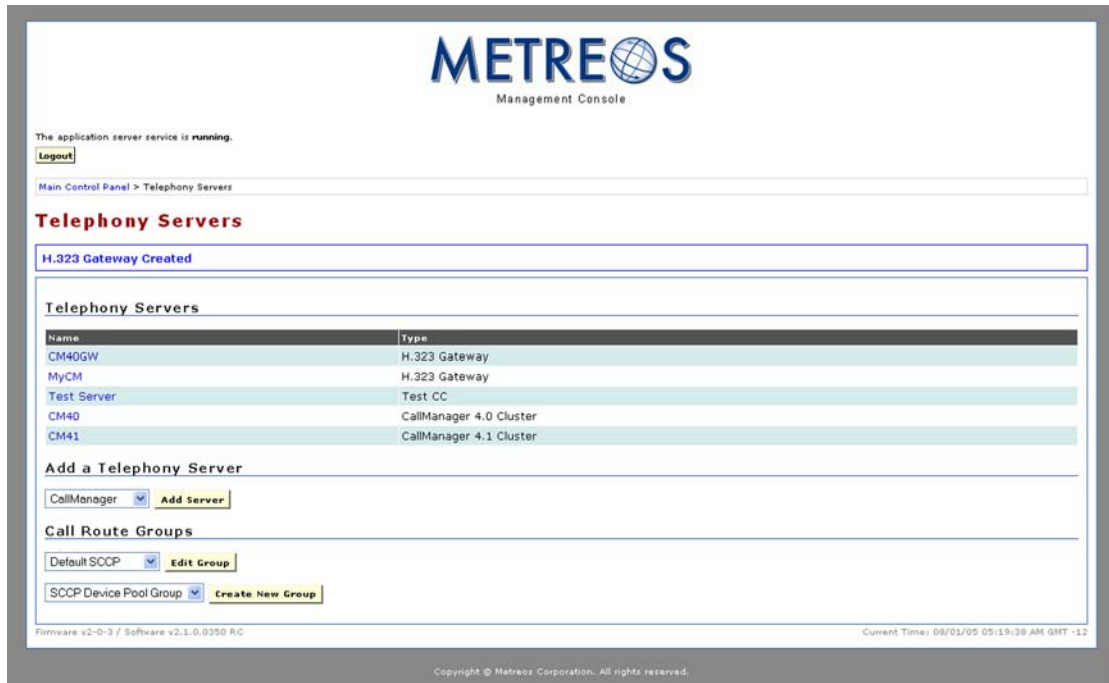 METREOS
Management Console
The application server service is running.
Logout
Main Control Panel > Telephony Servers
Telephony Servers
H.323 Gateway Created
Telephony Servers
Name Type
CM40GW H.323 Gateway
MyCM H.323 Gateway
Test Server Test CC
CM40 CallManager 4.0 Cluster
CM41 CallManager 4.1 Cluster
Add a Telephony Server
CallManager Add Server
Call Route Groups
Default SCCP Edit Group
SCCP Device Pool Group Create New Group
Firmware v2-0-3 / Software v2.1.0.0350 RC Current Time: 08/01/05 05:19:38 AM GMT -12
Copyright © Metreos Corporation. All rights reserved.